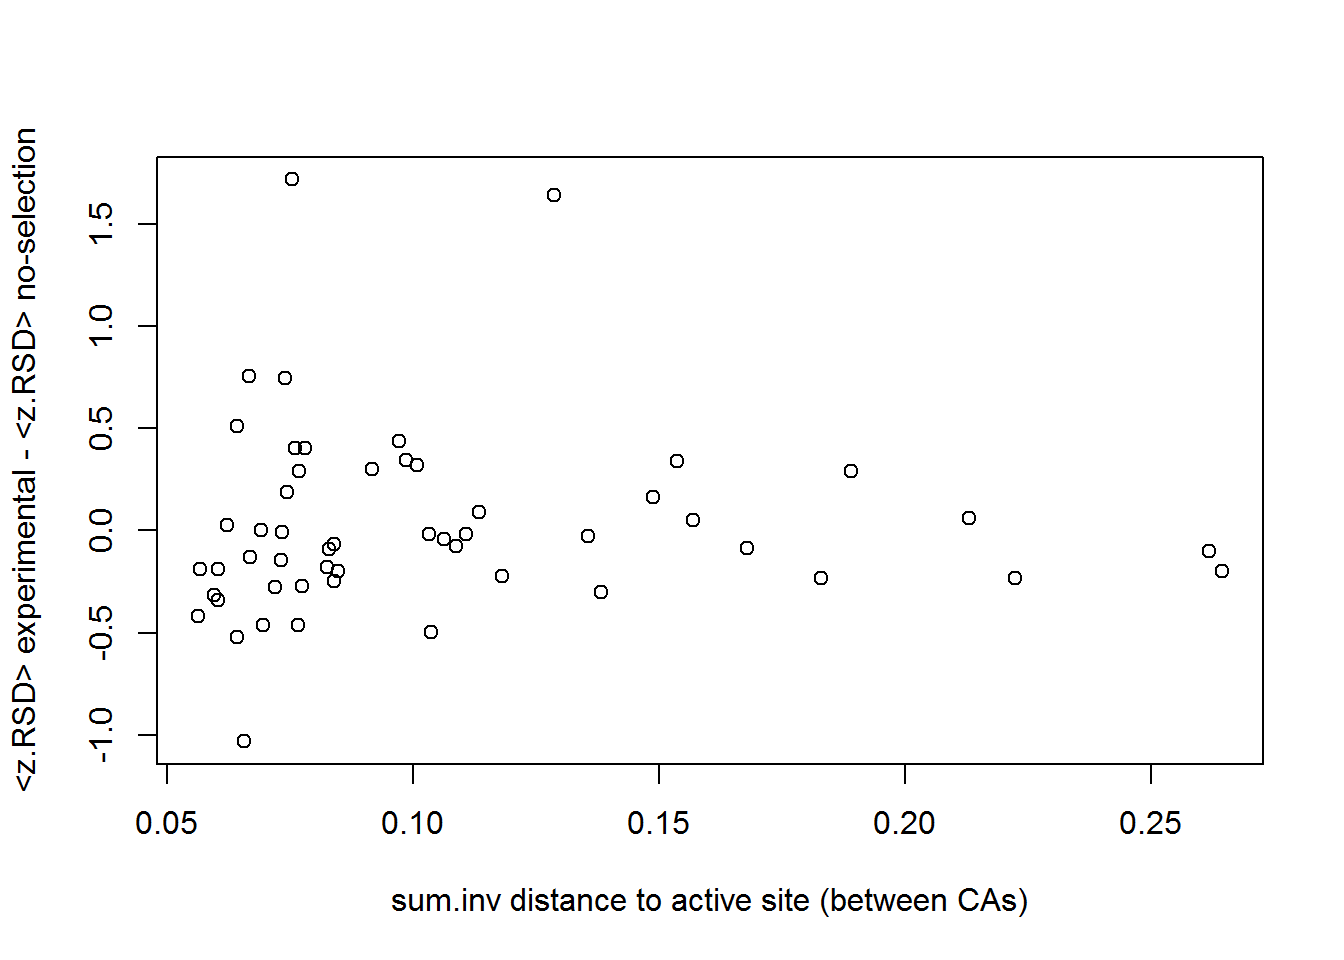 <z.RSD> experimental - <z.RSD> no-selection
1.5
1.0
0.5
0.0
-0.5
-1.0
0.05 0.10 0.15 0.20 0.25
sum.inv distance to active site (between CAs)